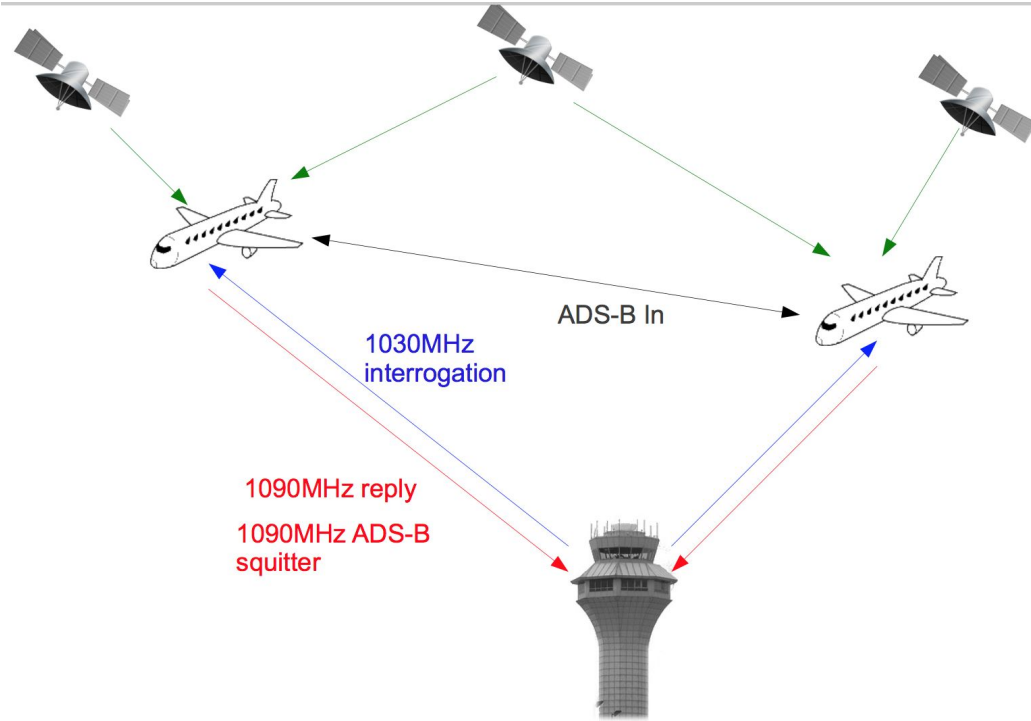 ADS-B In
1030MHz
interrogation
1090MHz reply
1090MHz ADS-B
squitter